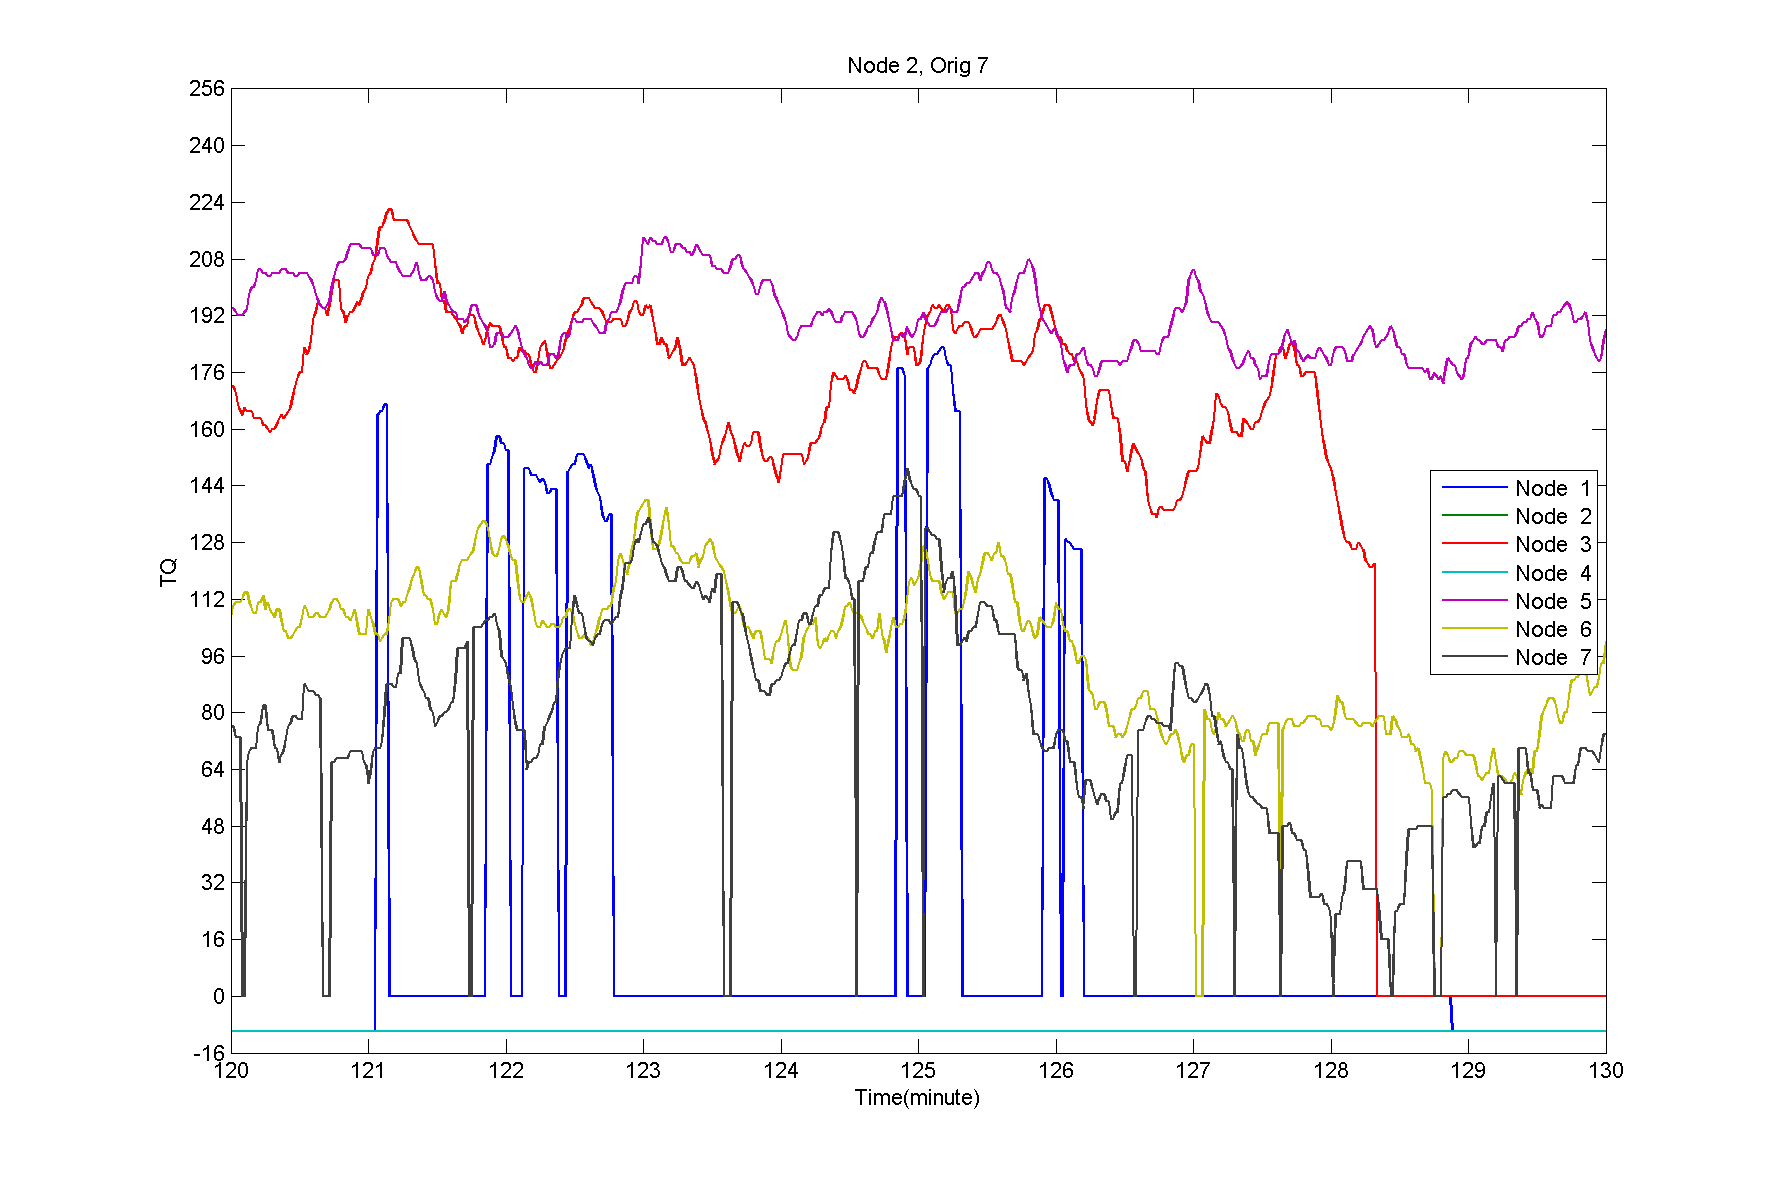 Node 2, Orig 7
256
240
224
208
192
176
160
144
128
112
96
80
64
48
32
16
0
-16
TQ
Node 1
Node 2
Node 3
Node 4
Node 5
Node 6
Node 7
120 121 122 123 124 125 126 127 128 129 130
Time(minute)